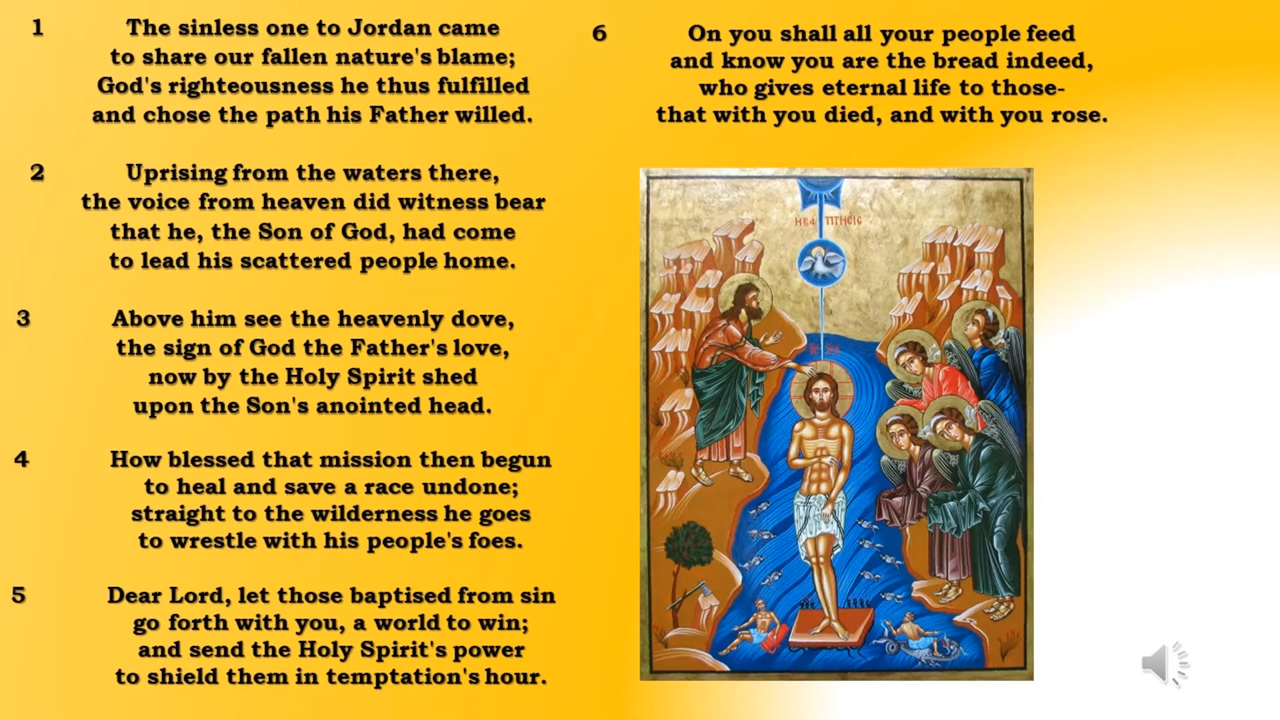 1 The sinless one to Jordan came
to share our fallen nature's blame;
God's righteousness he thus fulfilled
and chose the path his Father willed.
2 Uprising from the waters there,
the voice from heaven did witness bear
that he, the Son of God, had come
to lead his scattered people home.
3 Above him see the heavenly dove,
the sign of God the Father's love,
now by the Holy Spirit shed
upon the Son's anointed head.
4 How blessed that mission then begun
to heal and save a race undone;
straight to the wilderness he goes
to wrestle with his people's foes.
5 Dear Lord, let those baptised from sin
go forth with you, a world to win;
and send the Holy Spirit's power
to shield them in temptation's hour.
6 On you shall all your people feed
and know you are the bread indeed,
who gives eternal life to those-
that with you died, and with you rose.